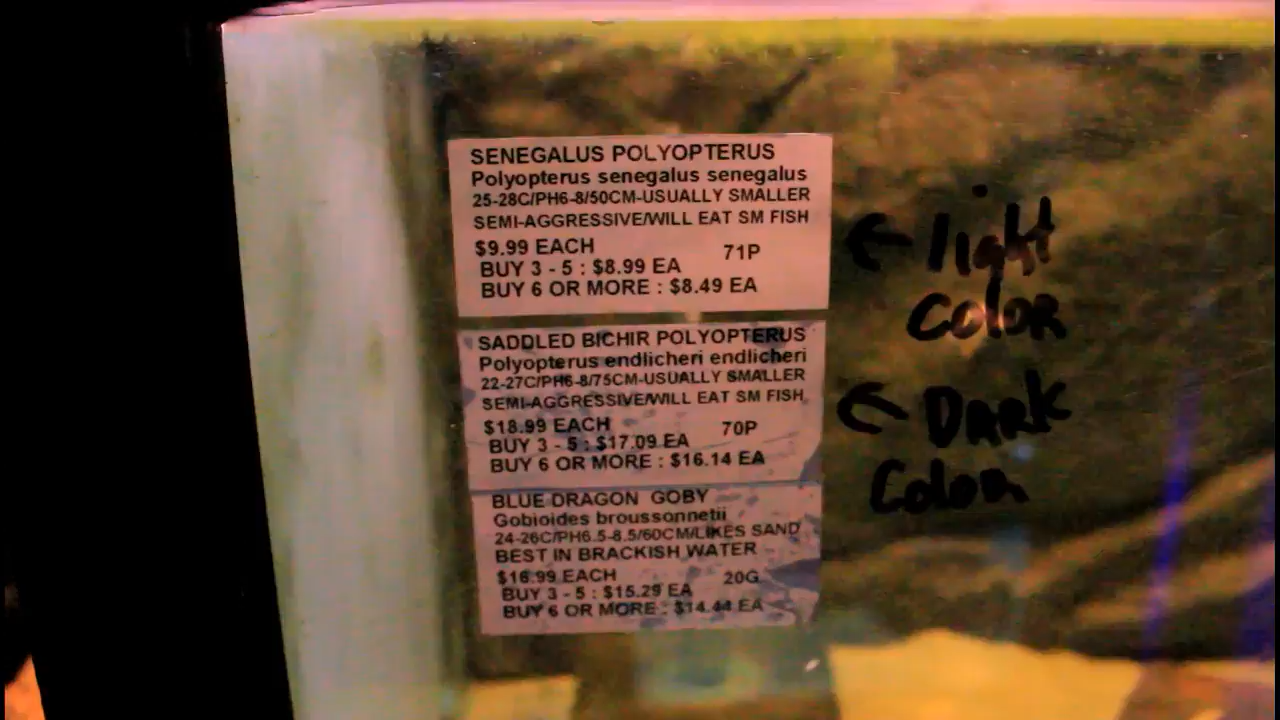 SENEGALUS POLYOPTERUS
Polyopterus senegalus senegalus
25-28C/PH6-8/50CM-USUALLY SMALLER
SEMI-AGGRESSIVE/WILL EAT SM FISH
$9.99 EACH 71P
BUY 3 - 5 : $8.99 EA
BUY 6 OR MORE : $8.49 EA
← light
COLOR
SADDLED BICHIR POLYOPTERUS
Polyopterus endlicheri endlicheri
22-27C/PH6-8/75CM-USUALLY SMALLER
SEMI-AGGRESSIVE/WILL EAT SM FISH
$18.99 EACH 70P
BUY 3 - 5 : $17.09 EA
BUY 6 OR MORE : $16.14 EA
← DARK
Color
BLUE DRAGON GOBY
Gobioides broussonnetii
24-26C/PH6.5-8.5/60CM/LIKES SAND
BEST IN BRACKISH WATER
$16.99 EACH 20G
BUY 3 - 5 : $15.29 EA
BUY 6 OR MORE : $14.44 EA